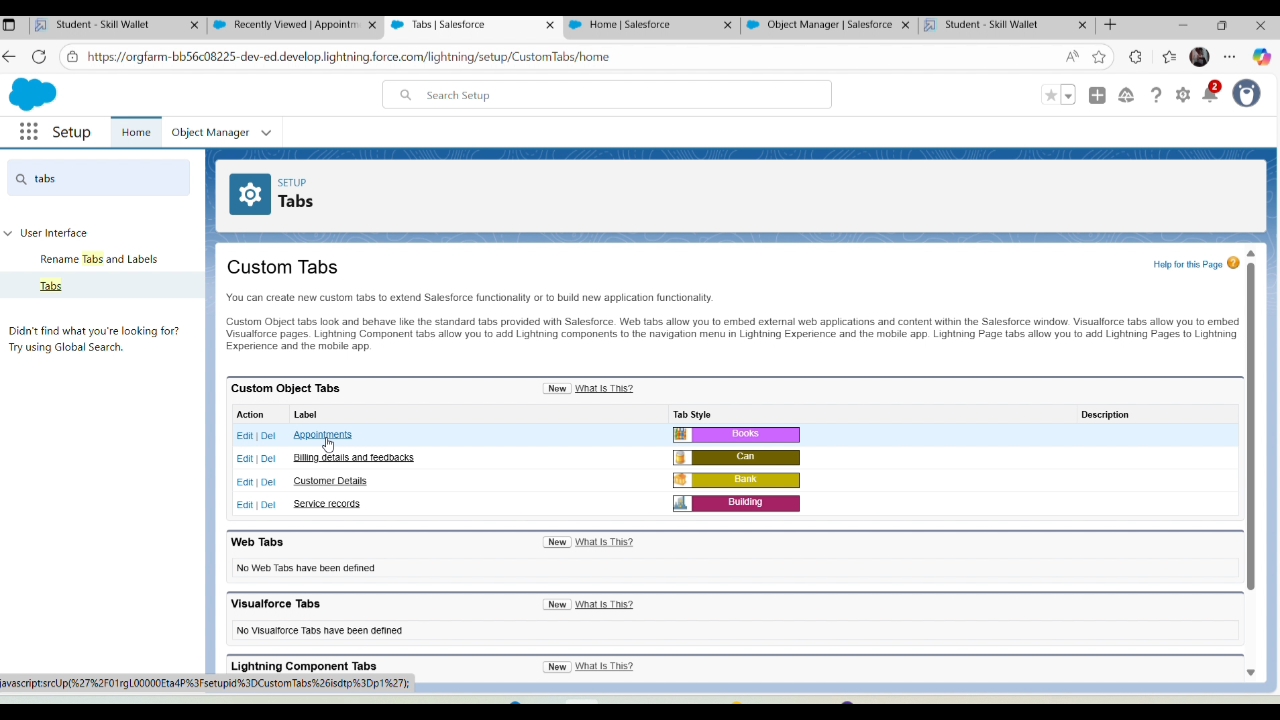 Student - Skill Wallet
Recently Viewed | Appointm
Tabs | Salesforce
Home | Salesforce
Object Manager | Salesforce
Student - Skill Wallet
https://orgfarm-bb56c08225-dev-ed.develop.lightning.force.com/lightning/setup/CustomTabs/home
Search Setup
2
Setup
Home
Object Manager
tabs
User Interface
Rename Tabs and Labels
Tabs
Didn't find what you're looking for?
Try using Global Search.
SETUP
Tabs
Custom Tabs
Help for this Page
You can create new custom tabs to extend Salesforce functionality or to build new application functionality.
Custom Object tabs look and behave like the standard tabs provided with Salesforce. Web tabs allow you to embed external web applications and content within the Salesforce window. Visualforce tabs allow you to embed
Visualforce pages. Lightning Component tabs allow you to add Lightning components to the navigation menu in Lightning Experience and the mobile app. Lightning Page tabs allow you to add Lightning Pages to Lightning
Experience and the mobile app.
Custom Object Tabs New What Is This?
Action Label Tab Style Description
Edit | Del Appointments Books
Edit | Del Billing details and feedbacks Can
Edit | Del Customer Details Bank
Edit | Del Service records Building
Web Tabs New What Is This?
No Web Tabs have been defined
Visualforce Tabs New What Is This?
No Visualforce Tabs have been defined
Lightning Component Tabs New What Is This?
javascript:srcUp(%27%2F01rgL00000Eta4P%3Fsetupid%3DCustomTabs%26isdtp%3Dp1%27);